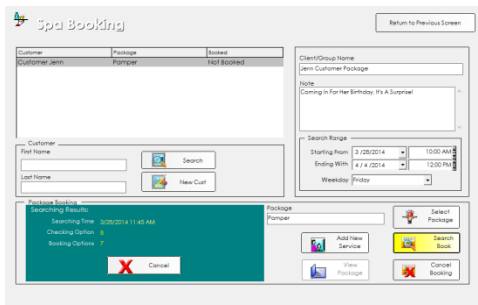 Spa Booking
Return to Previous Screen
Customer Package Booked
Customer Jenn Pamper Not Booked
Client/Group Name
Jenn Customer Package
Note
Coming In For Her Birthday. It's A Surprise!
Search Range
Starting From 3 /28/2014 10:00 AM
Ending With 4 / 4 /2014 12:00 PM
Weekday Friday
Customer
First Name
Search
Last Name
New Cust
Package Booking
Searching Results:
Searching Time 3/28/2014 11:45 AM
Checking Option 8
Booking Options 7
Cancel
Package
Pamper
Select Package
Add New Service
Search Book
View Package
Cancel Booking